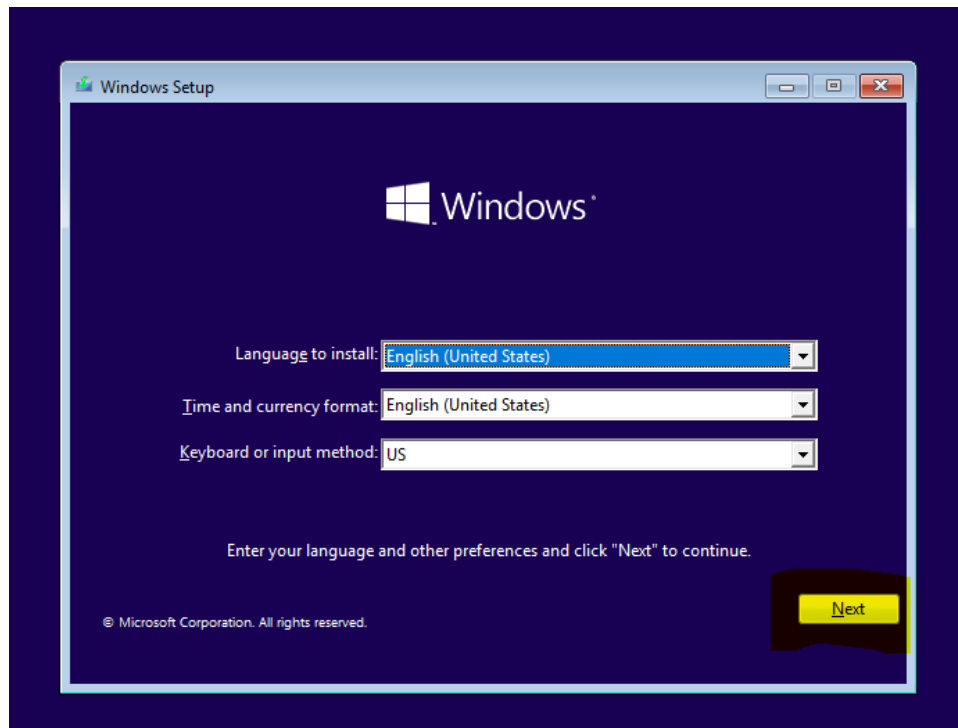 Windows Setup
Windows
Language to install: English (United States)
Time and currency format: English (United States)
Keyboard or input method: US
Enter your language and other preferences and click "Next" to continue.
Next
© Microsoft Corporation. All rights reserved.